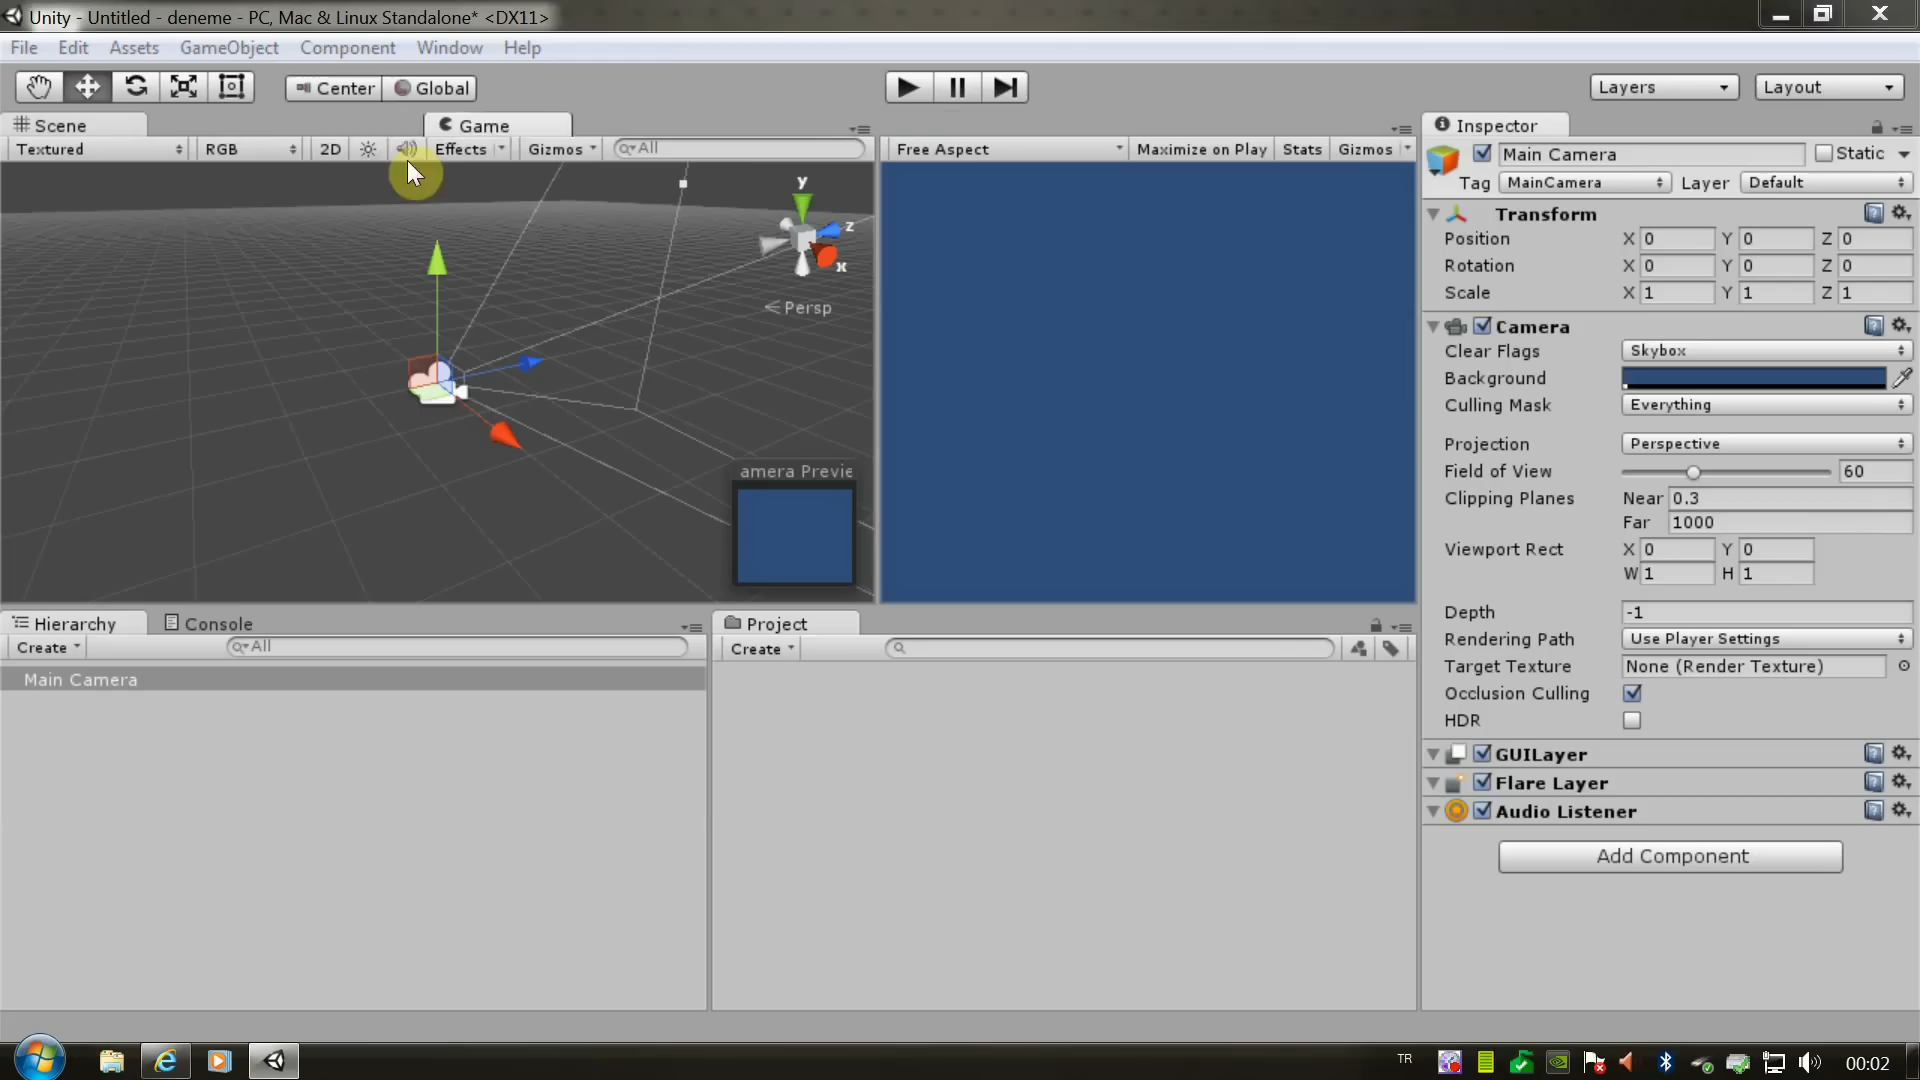 Unity - Untitled - deneme - PC, Mac & Linux Standalone* <DX11>
File Edit Assets GameObject Component Window Help
Center Global Layers Layout
Scene Game Inspector
Textured RGB 2D Effects Gizmos All Free Aspect Maximize on Play Stats Gizmos
Main Camera Static
Tag MainCamera Layer Default
y
z
x
Persp
Transform
Position X 0 Y 0 Z 0
Rotation X 0 Y 0 Z 0
Scale X 1 Y 1 Z 1
Camera
Clear Flags Skybox
Background
Culling Mask Everything
Projection Perspective
Field of View 60
Clipping Planes Near 0.3
Far 1000
Viewport Rect X 0 Y 0
W 1 H 1
Depth -1
Rendering Path Use Player Settings
Target Texture None (Render Texture)
Occlusion Culling
HDR
GUILayer
Flare Layer
Audio Listener
Add Component
amera Previe
Hierarchy Console
Create All
Main Camera
Project
Create
TR 00:02